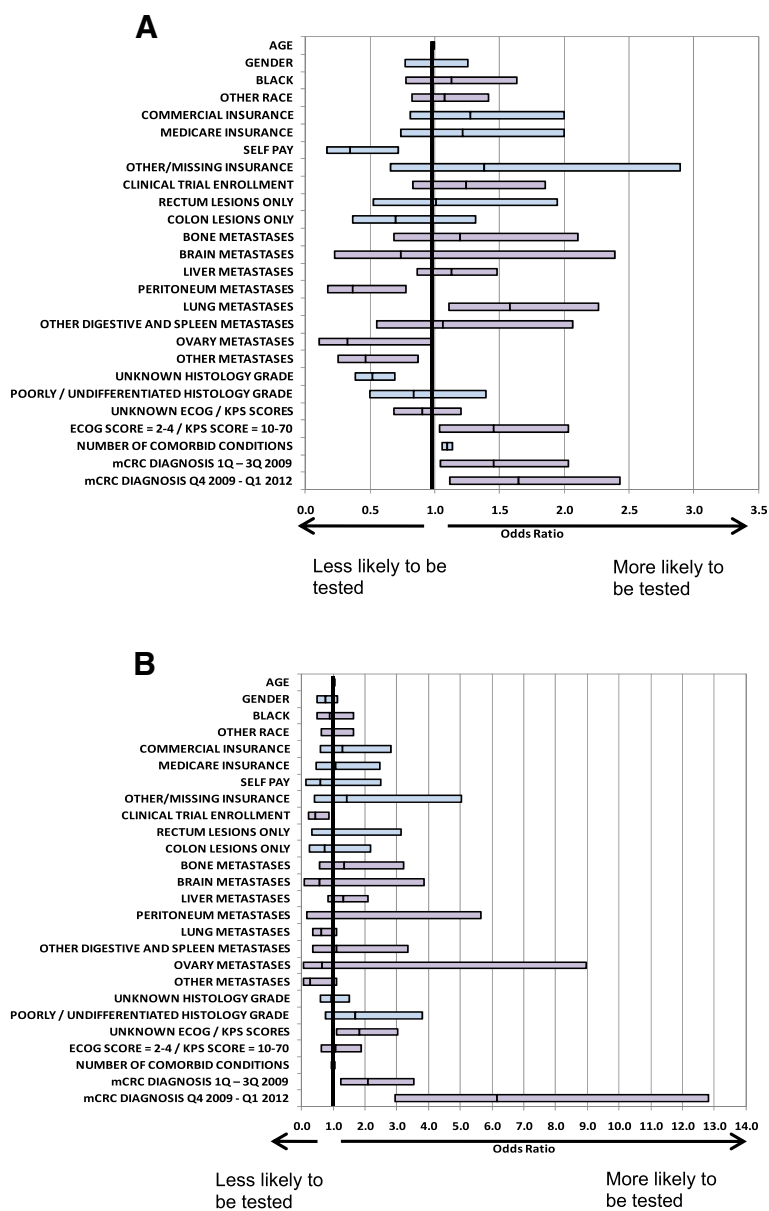 A
AGE
GENDER
BLACK
OTHER RACE
COMMERCIAL INSURANCE
MEDICARE INSURANCE
SELF PAY
OTHER/MISSING INSURANCE
CLINICAL TRIAL ENROLLMENT
RECTUM LESIONS ONLY
COLON LESIONS ONLY
BONE METASTASES
BRAIN METASTASES
LIVER METASTASES
PERITONEUM METASTASES
LUNG METASTASES
OTHER DIGESTIVE AND SPLEEN METASTASES
OVARY METASTASES
OTHER METASTASES
UNKNOWN HISTOLOGY GRADE
POORLY / UNDIFFERENTIATED HISTOLOGY GRADE
UNKNOWN ECOG / KPS SCORES
ECOG SCORE = 2-4 / KPS SCORE = 10-70
NUMBER OF COMORBID CONDITIONS
mCRC DIAGNOSIS 1Q – 3Q 2009
mCRC DIAGNOSIS Q4 2009 - Q1 2012
0.0 0.5 1.0 1.5 2.0 2.5 3.0 3.5
Odds Ratio
Less likely to be tested
More likely to be tested
B
AGE
GENDER
BLACK
OTHER RACE
COMMERCIAL INSURANCE
MEDICARE INSURANCE
SELF PAY
OTHER/MISSING INSURANCE
CLINICAL TRIAL ENROLLMENT
RECTUM LESIONS ONLY
COLON LESIONS ONLY
BONE METASTASES
BRAIN METASTASES
LIVER METASTASES
PERITONEUM METASTASES
LUNG METASTASES
OTHER DIGESTIVE AND SPLEEN METASTASES
OVARY METASTASES
OTHER METASTASES
UNKNOWN HISTOLOGY GRADE
POORLY / UNDIFFERENTIATED HISTOLOGY GRADE
UNKNOWN ECOG / KPS SCORES
ECOG SCORE = 2-4 / KPS SCORE = 10-70
NUMBER OF COMORBID CONDITIONS
mCRC DIAGNOSIS 1Q – 3Q 2009
mCRC DIAGNOSIS Q4 2009 - Q1 2012
0.0 1.0 2.0 3.0 4.0 5.0 6.0 7.0 8.0 9.0 10.0 11.0 12.0 13.0 14.0
Odds Ratio
Less likely to be tested
More likely to be tested